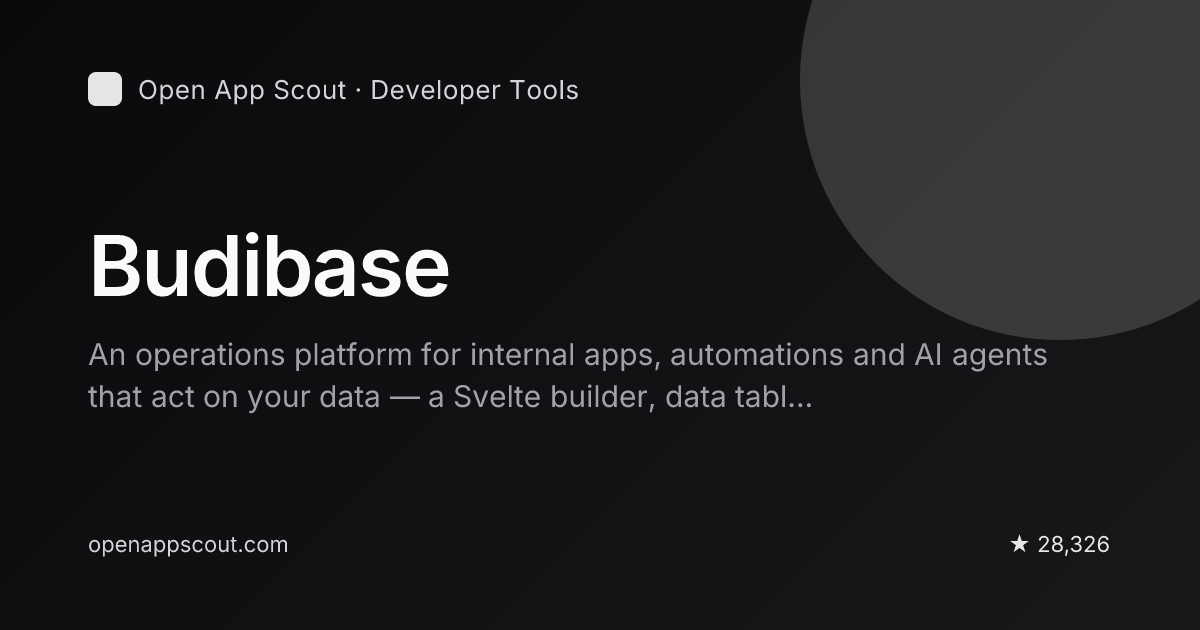 Open App Scout · Developer Tools
Budibase
An operations platform for internal apps, automations and AI agents
that act on your data — a Svelte builder, data tabl...
openappscout.com
★ 28,326